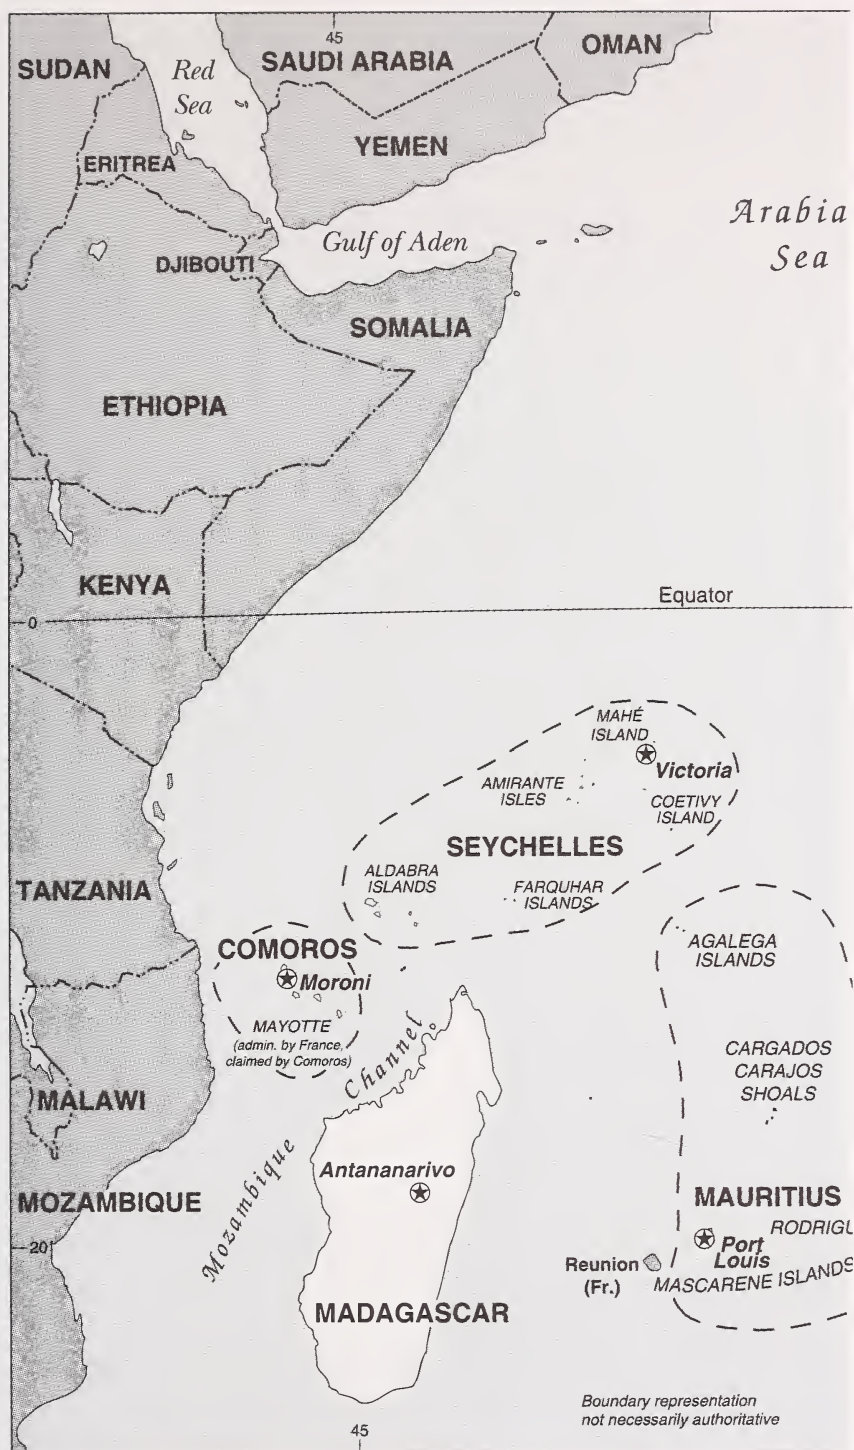 45
SUDAN
Red
Sea
SAUDI ARABIA
OMAN
YEMEN
ERITREA
Arabia
Sea
Gulf of Aden
DJIBOUTI
SOMALIA
ETHIOPIA
KENYA
Equator
0
MAHÉ
ISLAND
Victoria
AMIRANTE
ISLES
COETIVY
ISLAND
SEYCHELLES
ALDABRA
ISLANDS
FARQUHAR
ISLANDS
TANZANIA
COMOROS
Moroni
AGALEGA
ISLANDS
MAYOTTE
(admin. by France,
claimed by Comoros)
Mozambique Channel
CARGADOS
CARAJOS
SHOALS
MALAWI
Antananarivo
MOZAMBIQUE
MAURITIUS
RODRIGU
20
Port
Louis
Reunion
(Fr.)
MASCARENE ISLANDS
MADAGASCAR
Boundary representation
not necessarily authoritative
45